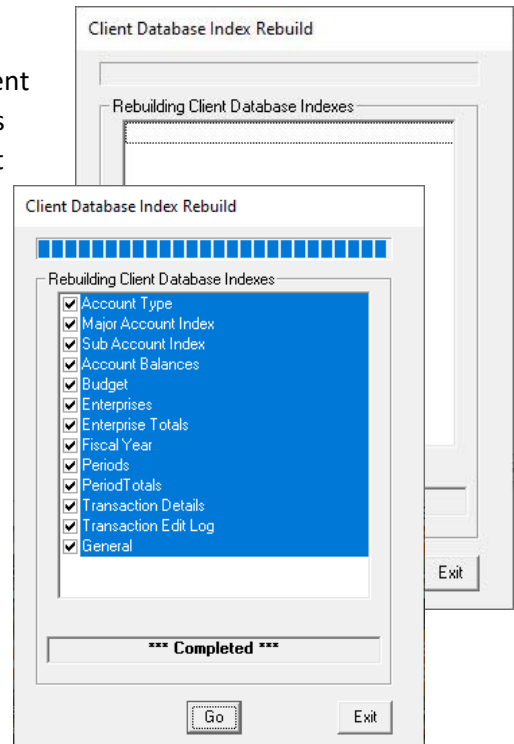 Client Database Index Rebuild
Rebuilding Client Database Indexes
Exit
Client Database Index Rebuild
Rebuilding Client Database Indexes
Account Type
Major Account Index
Sub Account Index
Account Balances
Budget
Enterprises
Enterprise Totals
Fiscal Year
Periods
PeriodTotals
Transaction Details
Transaction Edit Log
General
*** Completed ***
Go Exit